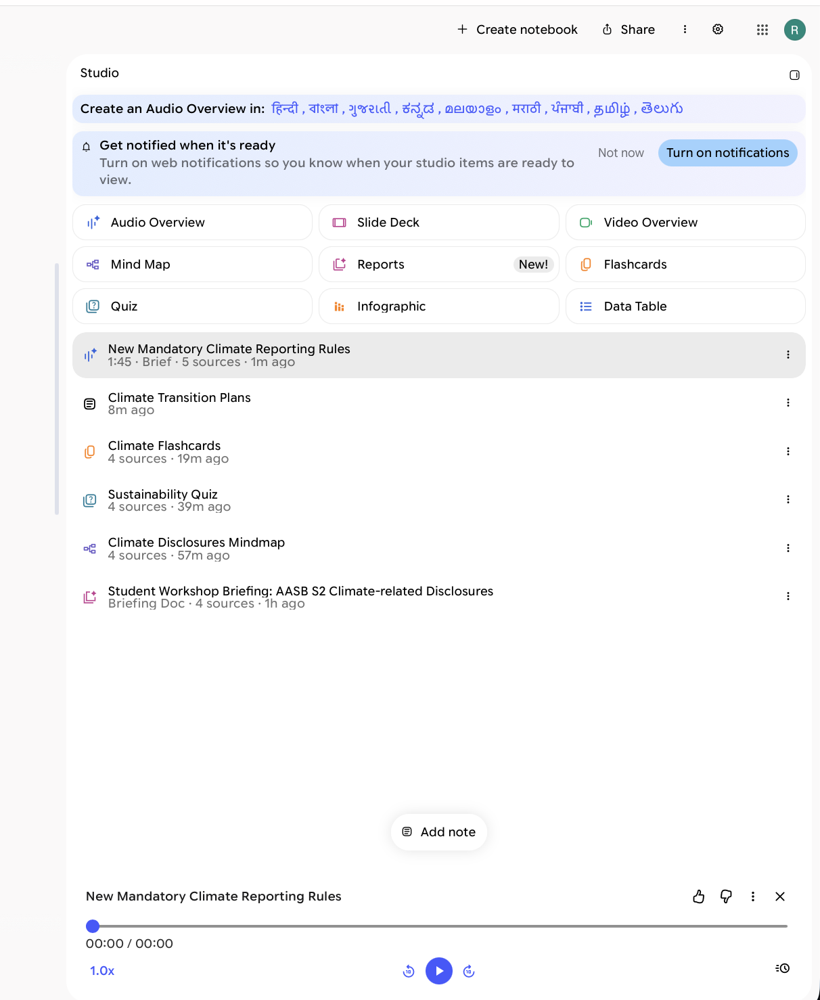 Create notebook Share R
Studio
Create an Audio Overview in: हिन्दी , বাংলা , ગુજરાતી , ಕನ್ನಡ , മലയാളം , मराठी , ਪੰਜਾਬੀ , தமிழ் , తెలుగు
Get notified when it's ready
Turn on web notifications so you know when your studio items are ready to
view.
Not now Turn on notifications
Audio Overview Slide Deck Video Overview
Mind Map Reports New! Flashcards
Quiz Infographic Data Table
New Mandatory Climate Reporting Rules
1:45 · Brief · 5 sources · 1m ago
Climate Transition Plans
8m ago
Climate Flashcards
4 sources · 19m ago
Sustainability Quiz
4 sources · 39m ago
Climate Disclosures Mindmap
4 sources · 57m ago
Student Workshop Briefing: AASB S2 Climate-related Disclosures
Briefing Doc · 4 sources · 1h ago
Add note
New Mandatory Climate Reporting Rules
00:00 / 00:00
1.0x 10 10